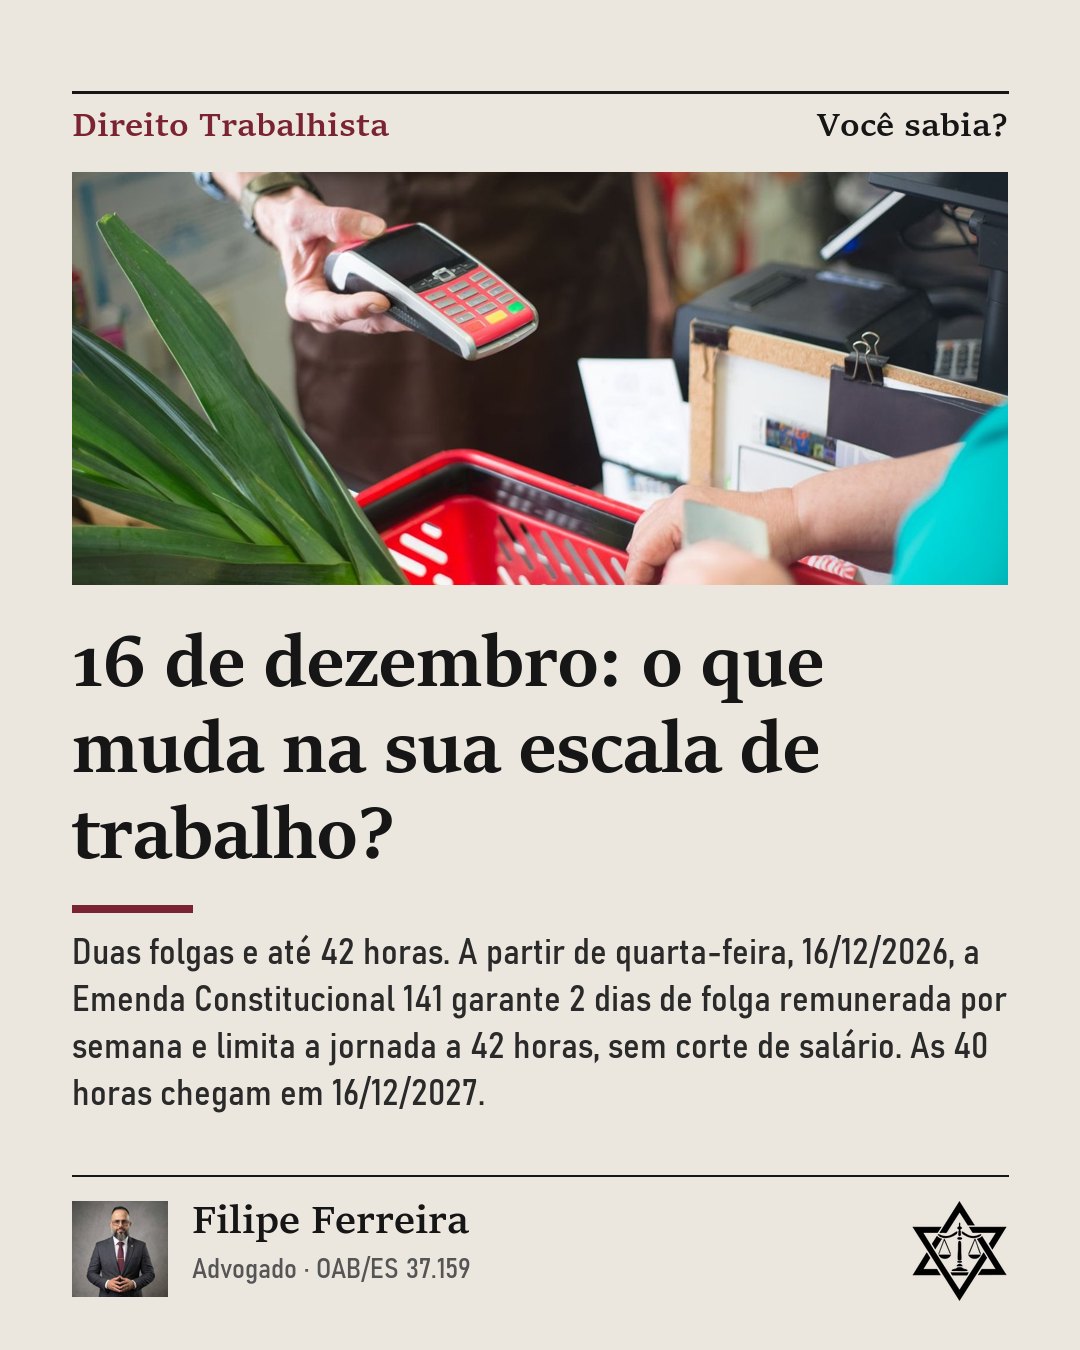 Direito Trabalhista
Você sabia?
16 de dezembro: o que
muda na sua escala de
trabalho?
Duas folgas e até 42 horas. A partir de quarta-feira, 16/12/2026, a
Emenda Constitucional 141 garante 2 dias de folga remunerada por
semana e limita a jornada a 42 horas, sem corte de salário. As 40
horas chegam em 16/12/2027.
Filipe Ferreira
Advogado · OAB/ES 37.159